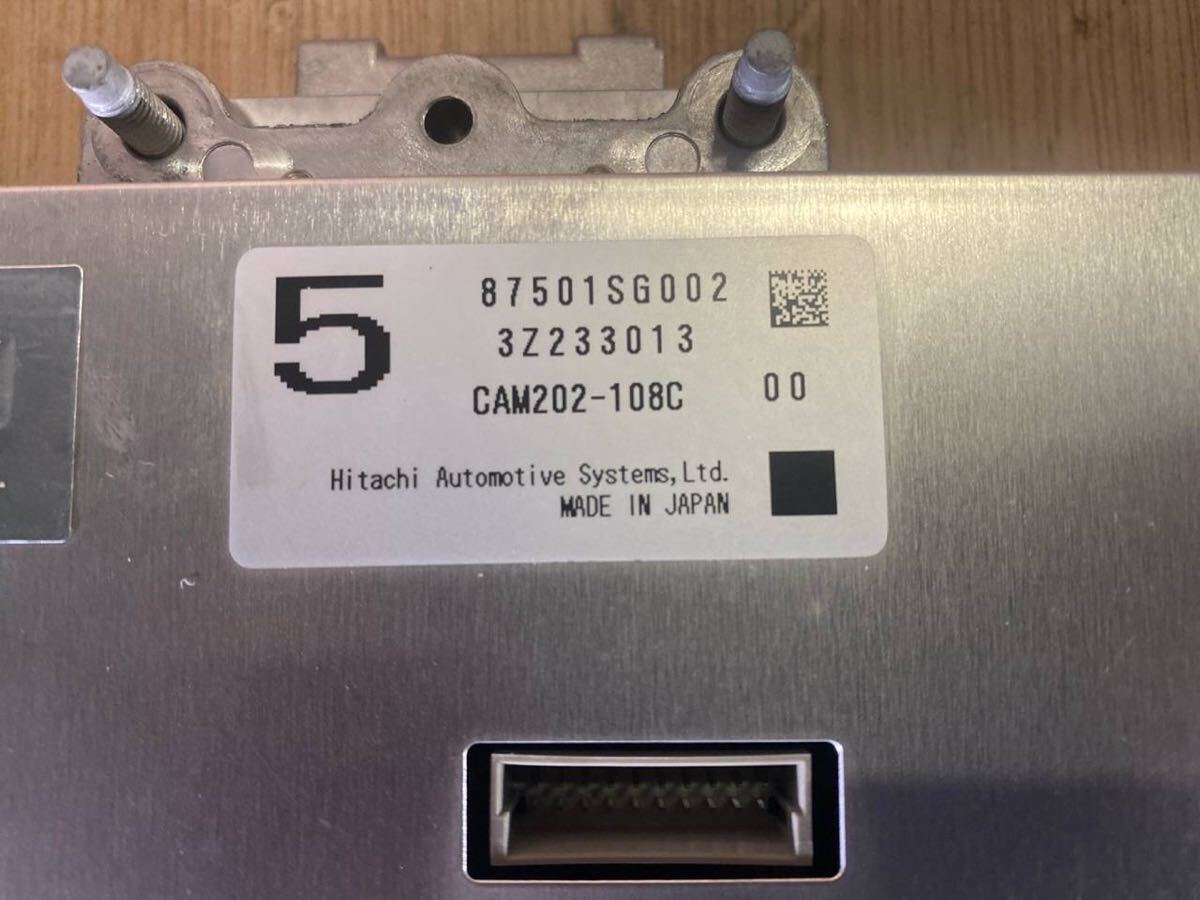 5
87501SG002
3Z233013
CAM202-108C 00
Hitachi Automotive Systems,Ltd.
MADE IN JAPAN